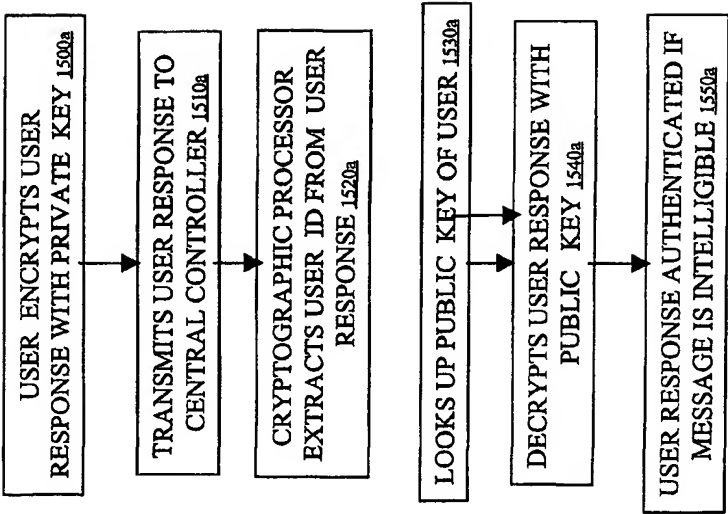 USER ENCRYPTS USER
RESPONSE WITH PRIVATE KEY 1500a
TRANSMITS USER RESPONSE TO
CENTRAL CONTROLLER 1510a
CRYPTOGRAPHIC PROCESSOR
EXTRACTS USER ID FROM USER
RESPONSE 1520a
LOOKS UP PUBLIC KEY OF USER 1530a
DECRYPTS USER RESPONSE WITH
PUBLIC KEY 1540a
USER RESPONSE AUTHENTICATED IF
MESSAGE IS INTELLIGIBLE 1550a